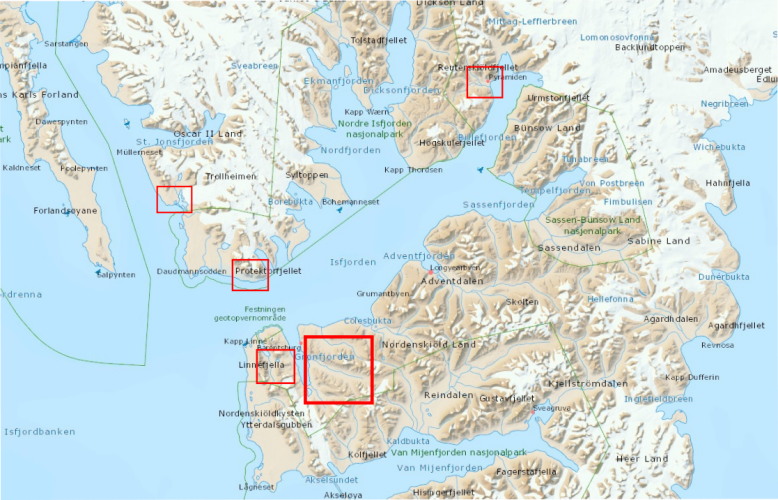 Dickson Land
Mittag-Lefflerbreen
Sarstangen
Tolstadfjellet
Lomonosovfonna
Backlundtoppen
Sveabreen
Reuterskiöldfjellet
Pyramiden
Amadeusberget
Ekmanfjorden
Dicksonfjorden
Urmstonfjellet
Negribreen
s Karls Forland
Kapp Wærn
Dawespynten
Nordre Isfjorden
nasjonalpark
Bünsow Land
Oscar II Land
St. Jonsfjorden
Billefjorden
Høgskulefjellet
Wichebukta
Müllerneset
Nordfjorden
Tunabreen
Kaldneset
Poolepynten
Trollheimen
Syltoppen
Kapp Thordsen
Von Postbreen
Hahnfjella
Tempelfjorden
Fimbulisen
Borebukta
Bohemanneset
Sassenfjorden
Forlandsøyane
Sassen-Bünsow Land
nasjonalpark
Sabine Land
Sassendalen
Adventfjorden
Isfjorden
Longyearbyen
Salpynten
Daudmannsodden
Protektorfjellet
Dunérbukta
Adventdalen
Grumantbyen
Skolten
Hellefonna
Festningen
geotopvernområde
Colesbukta
Agardhdalen
Agardhfjellet
Kapp Linné
Barentsburg
Nordenskiöld Land
Revnosa
Grønfjorden
Linnéfjella
Kapp Dufferin
Kjellströmdalen
Reindalen
Gustavfjellet
Inglefieldbreen
Sveagruva
Nordenskiöldkysten
Ytterdalsgubben
Isfjordbanken
Kaldbukta
Kolfjellet
Van Mijenfjorden nasjonalpark
Heer Land
Van Mijenfjorden
Fagerstafjella
Akselsundet
Lågneset
Akseløya
Hisingerfjellet